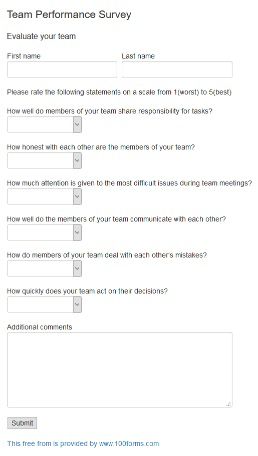 Team Performance Survey
Evaluate your team
First name Last name
Please rate the following statements on a scale from 1(worst) to 5(best)
How well do members of your team share responsibility for tasks?
How honest with each other are the members of your team?
How much attention is given to the most difficult issues during team meetings?
How well do the members of your team communicate with each other?
How do members of your team deal with each other's mistakes?
How quickly does your team act on their decisions?
Additional comments
Submit
This free from is provided by www.100forms.com